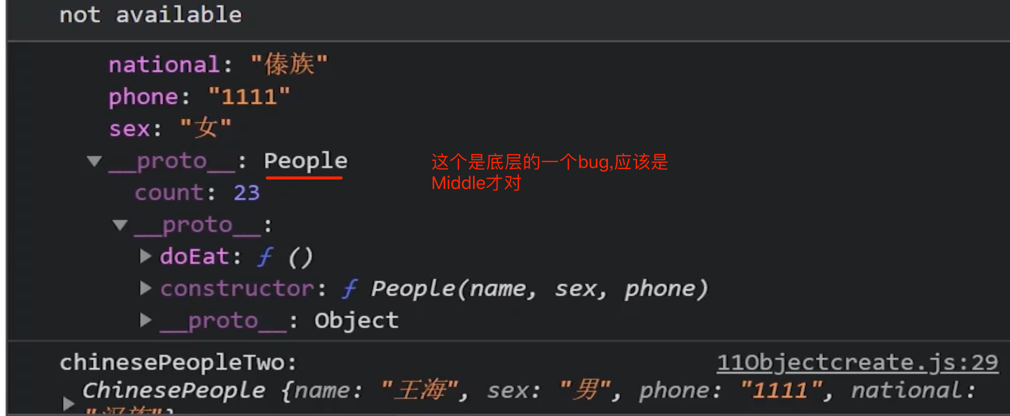 not available
national: "傣族"
phone: "1111"
sex: "女"
▼ __proto__: People
这个是底层的一个bug,应该是
Middle才对
count: 23
▼ __proto__:
▶ doEat: ƒ ()
▶ constructor: ƒ People(name, sex, phone)
▶ __proto__: Object
chinesePeopleTwo:
11Objectcreate.js:29
▶ ChinesePeople {name: "王海", sex: "男", phone: "1111", national: